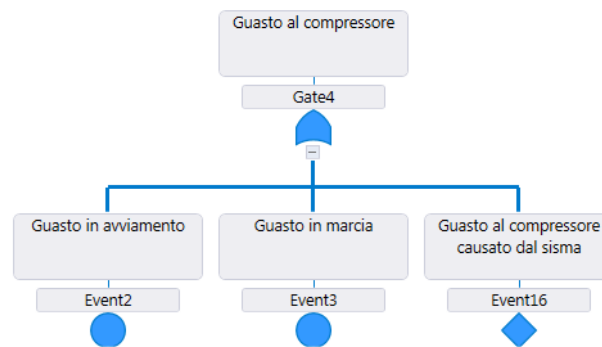 Guasto al compressore
Gate4
Guasto in avviamento
Guasto in marcia
Guasto al compressore
causato dal sisma
Event2
Event3
Event16